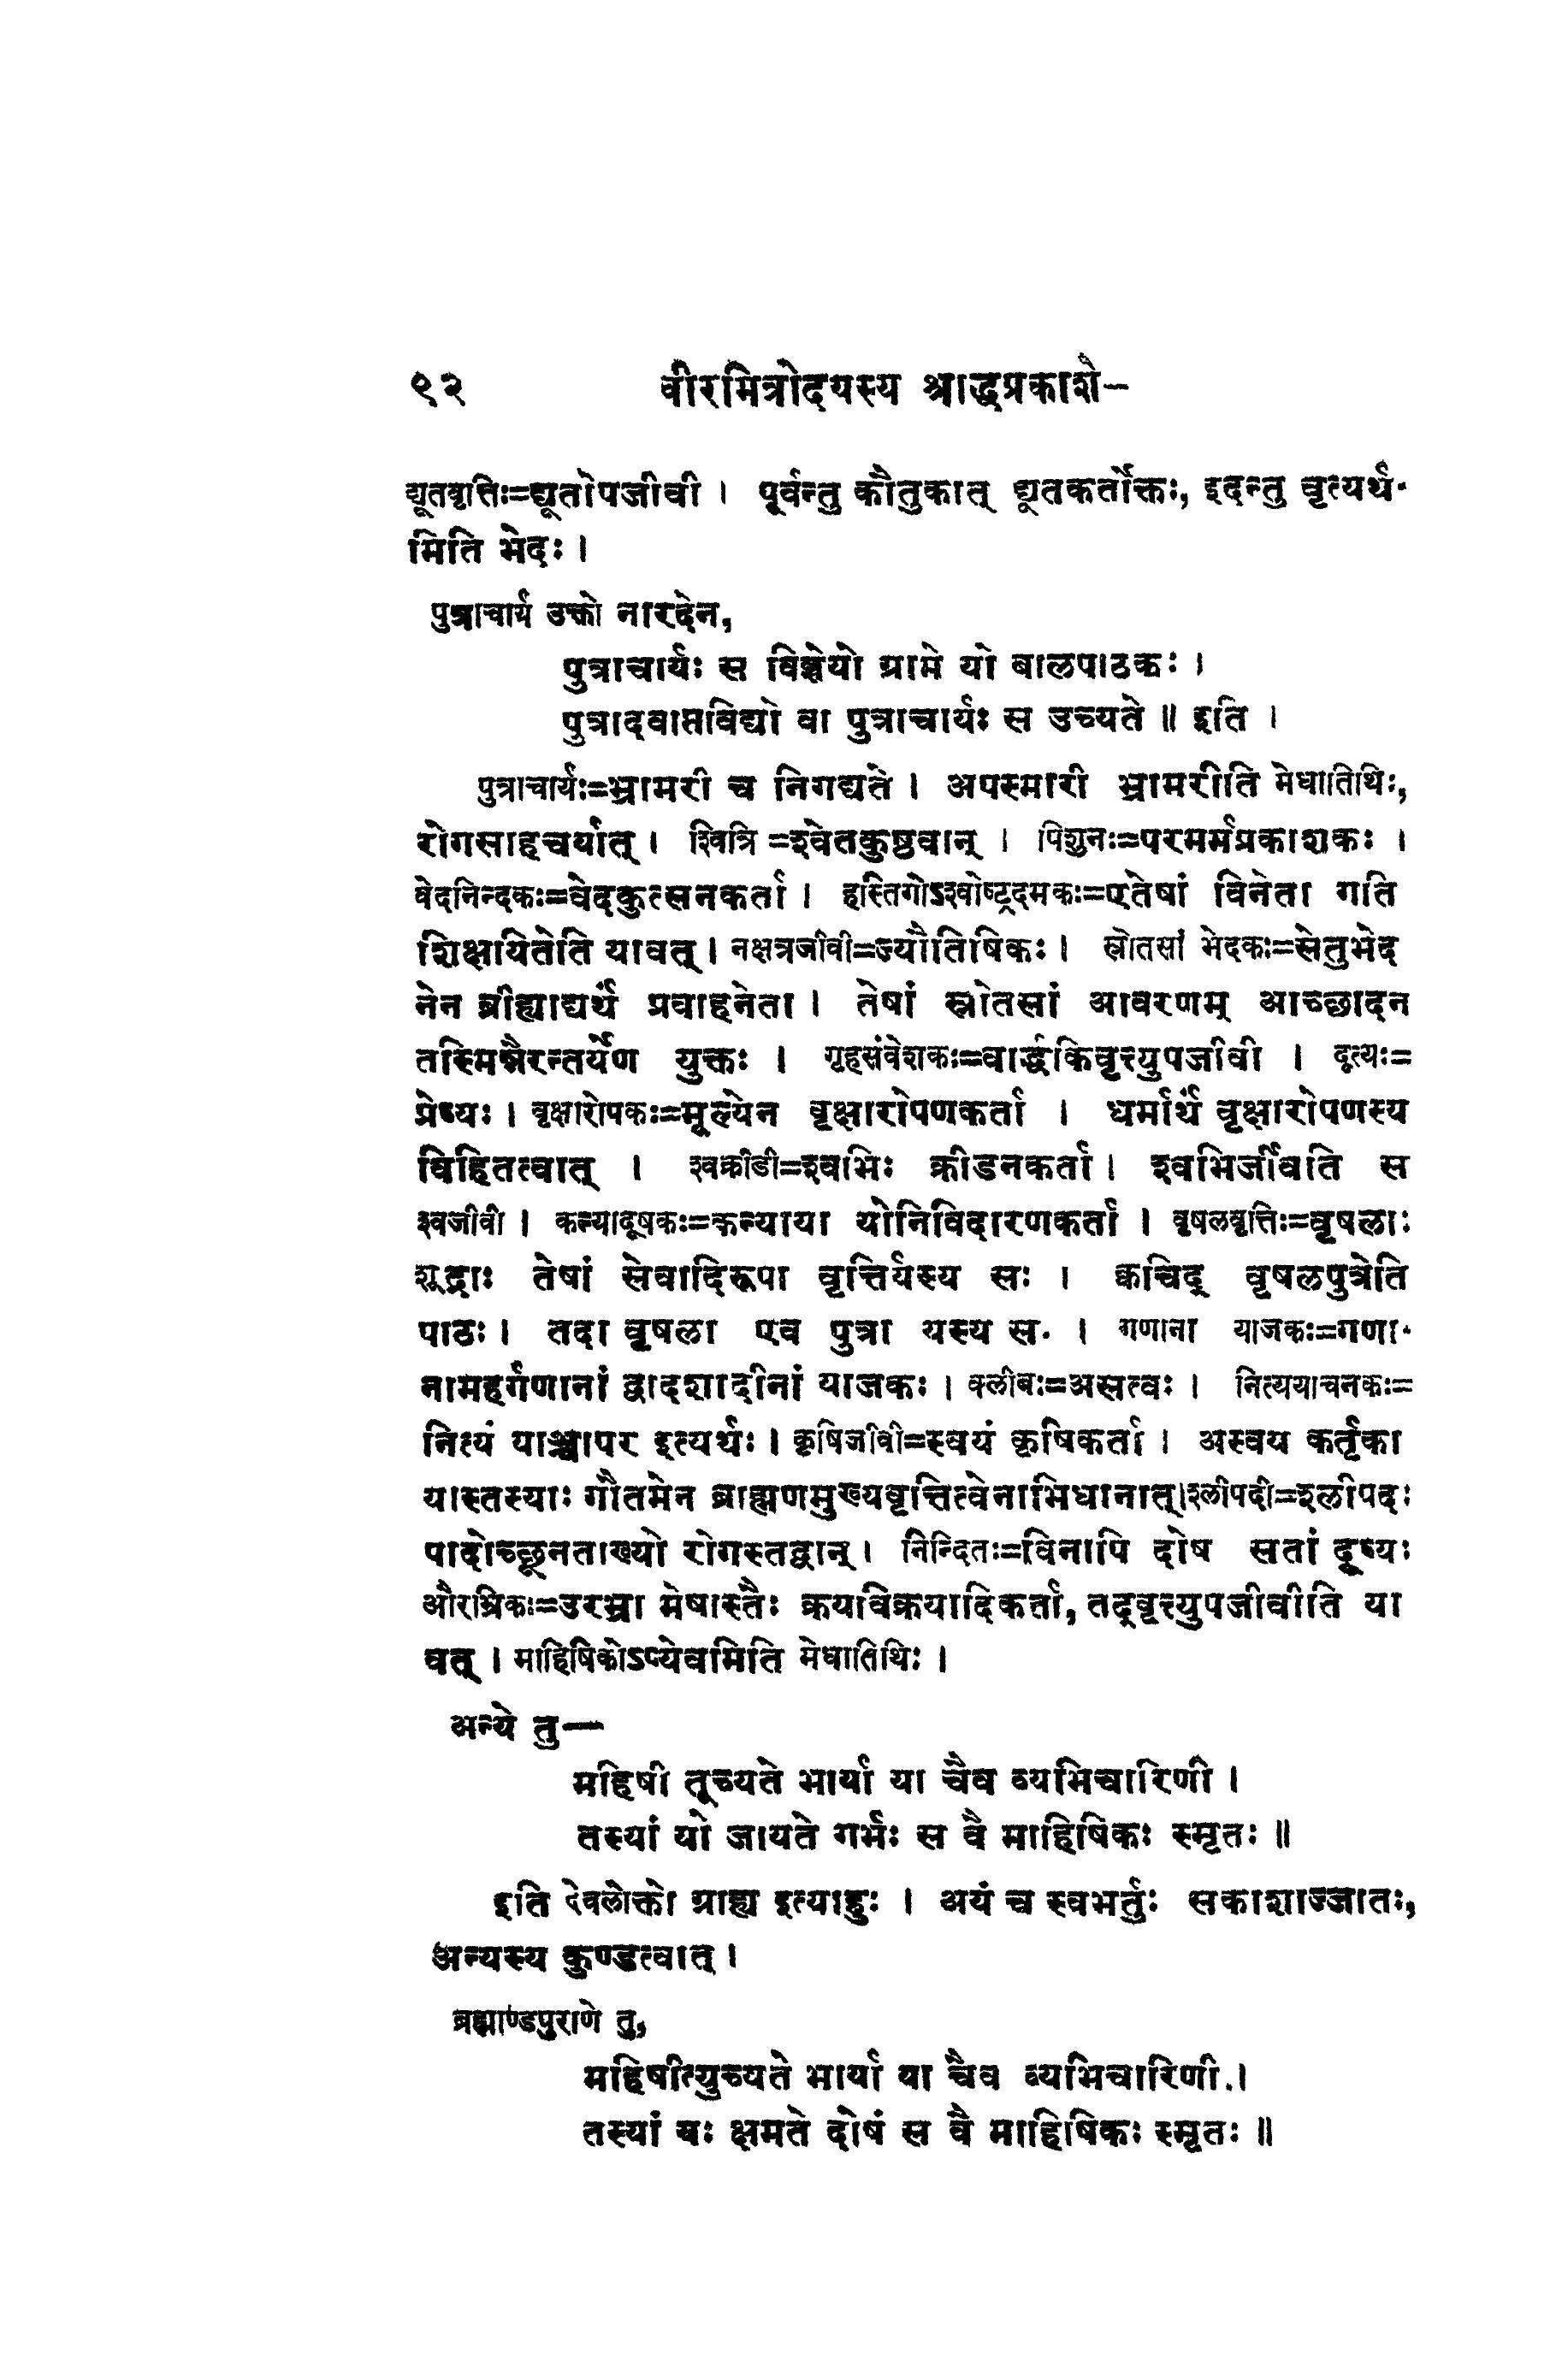 ९२ वीरमित्रोदयस्य श्राद्धप्रकाशे–
द्यूतवृत्तिः=द्यूतोपजीवी । पूर्वन्तु कौतुकात् द्यूतकर्तोक्तः, इदन्तु वृत्यर्थ-
मिति भेदः ।
पुत्राचार्य उक्तो नारदेन,
पुत्राचार्यः स विज्ञेयो ग्रामे यो बालपाठकः ।
पुत्रादवाप्तविद्यो वा पुत्राचार्यः स उच्यते ॥ इति ।
पुत्राचार्यः=भ्रामरी च निगद्यते । अपस्मारी भ्रामरीति मेधातिथिः,
रोगसाहचर्यात् । श्वित्रि =श्वेतकुष्ठवान् । पिशुनः=परमर्मप्रकाशकः ।
वेदनिन्दकः=वेदकुत्सनकर्ता । हस्तिगोऽश्वोष्ट्रदमकः=एतेषां विनेता गति
शिक्षयितेति यावत् । नक्षत्रजीवी=ज्यौतिषिकः । स्रोतसां भेदकः=सेतुभेद
नेन व्रीह्याद्यर्थं प्रवाहनेता । तेषां स्रोतसां आवरणम् आच्छादन
तस्मिन्नैरन्तर्येण युक्तः । गृहसंवेशकः=वार्द्धकिवृत्त्युपजीवी । दूत्यः=
प्रेष्यः । वृक्षारोपकः=मूल्येन वृक्षारोपणकर्ता । धर्मार्थं वृक्षारोपणस्य
विहितत्वात् । श्वक्रीडी=श्वभिः क्रीडनकर्ता । श्वभिर्जीवति स
श्वजीवी । कन्यादूषकः=कन्याया योनिविदारणकर्ता । वृषलवृत्तिः=वृषलाः
शूद्राः तेषां सेवादिरूपा वृत्तिर्यस्य सः । क्वचिद् वृषलपुत्रेति
पाठः । तदा वृषला एव पुत्रा यस्य स. । गणाना याजकः=गणा-
नामहर्गणानां द्वादशादीनां याजकः । क्लीबः=असत्वः । नित्ययाचनकः=
नित्यं याच्ञापर इत्यर्थः । कृषिजीवी=स्वयं कृषिकर्ता । अस्वय कर्तृका
यास्तस्याः गौतमेन ब्राह्मणमुख्यवृत्तित्वेनाभिधानात्।श्लीपदी=श्लीपदः
पादोच्छूनताख्यो रोगस्तद्वान् । निन्दितः=विनापि दोष सतां दूष्यः
औरभ्रिकः=उरभ्रा मेषास्तैः क्रयविक्रयादिकर्ता, तद्वृत्त्युपजीवीति या
वत् । माहिषिकोऽप्येवमिति मेधातिथिः ।
अन्ये तु—
महिषी तूच्यते भार्या या चैव व्यभिचारिणी ।
तस्यां यो जायते गर्भः स वै माहिषिकः स्मृतः ॥
इति देवलोक्तो ग्राह्य इत्याहुः । अयं च स्वभर्तुः सकाशाज्जातः,
अन्यस्य कुण्डत्वात् ।
ब्रह्माण्डपुराणे तु,
महिषीत्युच्यते भार्या या चैव व्यभिचारिणी.।
तस्यां यः क्षमते दोषं स वै माहिषिकः स्मृतः ॥